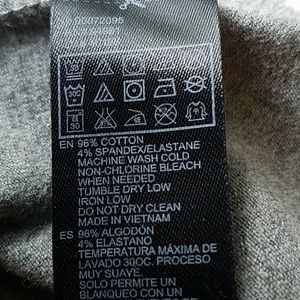 00072095
EN 96% COTTON
4% SPANDEX/ELASTANE
MACHINE WASH COLD
NON-CHLORINE BLEACH
WHEN NEEDED
TUMBLE DRY LOW
IRON LOW
DO NOT DRY CLEAN
MADE IN VIETNAM
ES 96% ALGODÓN
4% ELASTANO
TEMPERATURA MÁXIMA DE
LAVADO 30OC. PROCESO
MUY SUAVE.
SOLO PERMITE UN
BLANQUEO CON UN